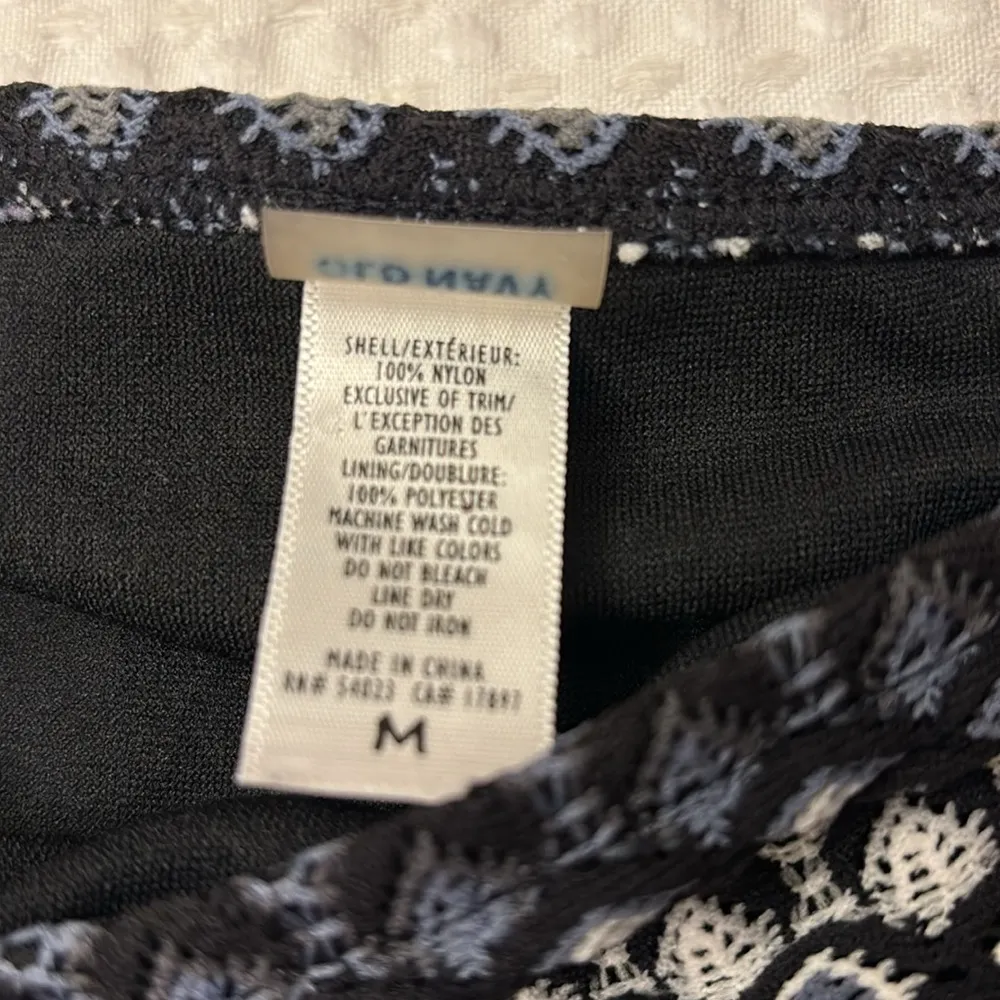 OLD NAVY
SHELL/EXTÉRIEUR:
100% NYLON
EXCLUSIVE OF TRIM/
L'EXCEPTION DES
GARNITURES
LINING/DOUBLURE:
100% POLYESTER
MACHINE WASH COLD
WITH LIKE COLORS
DO NOT BLEACH
LINE DRY
DO NOT IRON
MADE IN CHINA
RN# 54023 CA# 17897
M